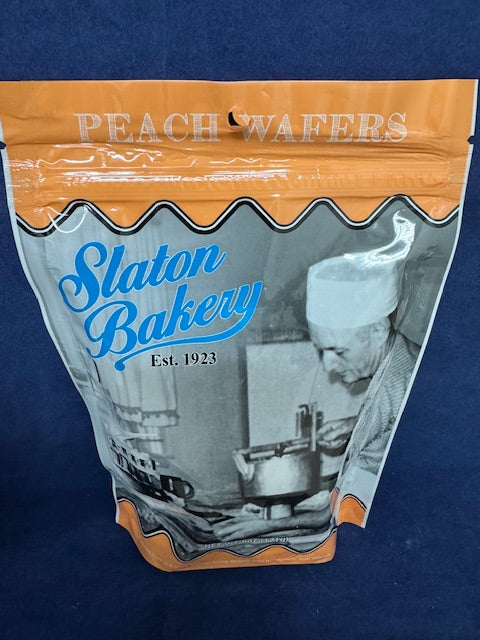 PEACH WAFERS
Slaton
Bakery
Est. 1923